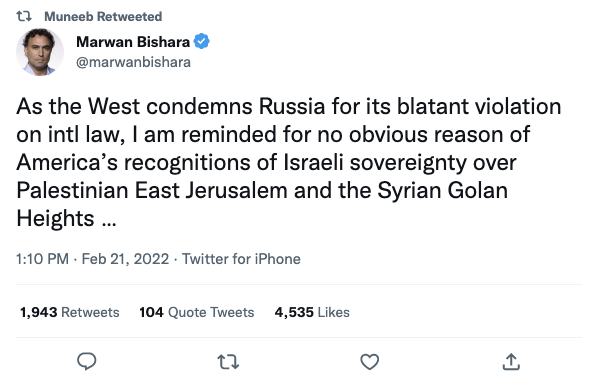 Muneeb Retweeted
Marwan Bishara
@marwanbishara
As the West condemns Russia for its blatant violation
on intl law, I am reminded for no obvious reason of
America’s recognitions of Israeli sovereignty over
Palestinian East Jerusalem and the Syrian Golan
Heights ...
1:10 PM · Feb 21, 2022 · Twitter for iPhone
1,943 Retweets 104 Quote Tweets 4,535 Likes